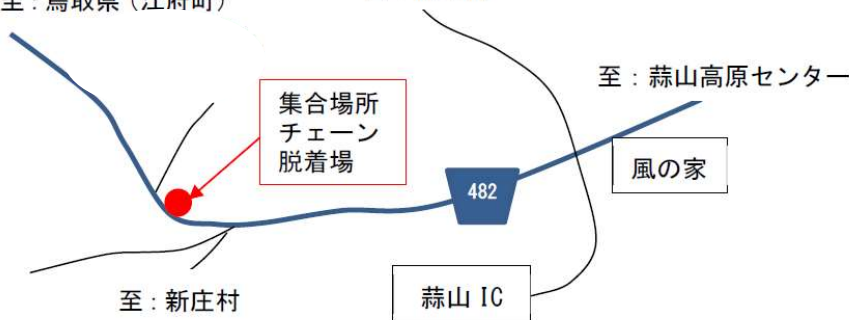 至：鳥取県（江府町）
至：蒜山高原センター
集合場所
チェーン
脱着場
風の家
482
至：新庄村
蒜山 IC